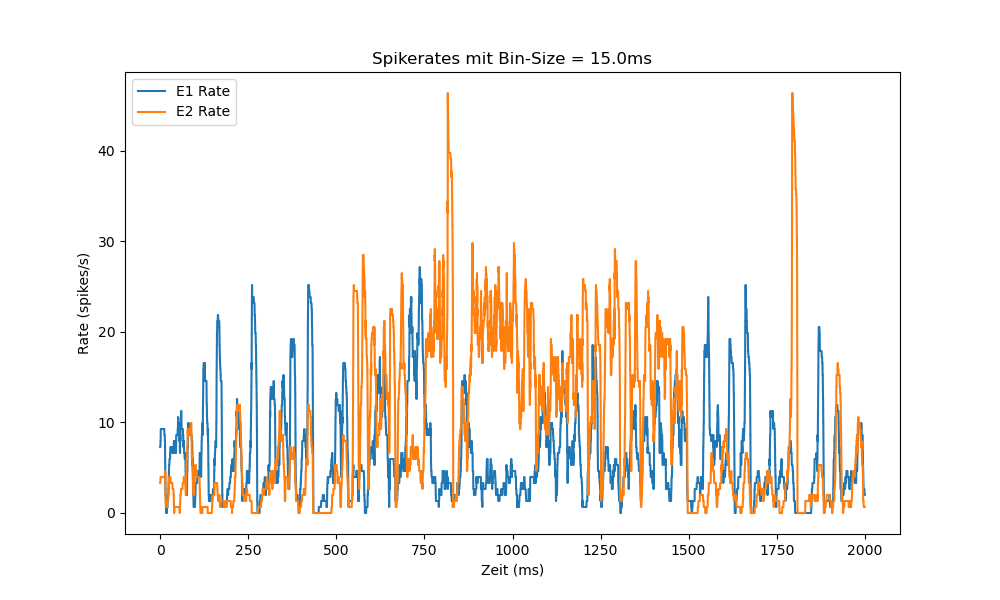 Spikerates mit Bin-Size = 15.0ms
E1 Rate
E2 Rate
40
30
20
10
0
Rate (spikes/s)
0 250 500 750 1000 1250 1500 1750 2000
Zeit (ms)